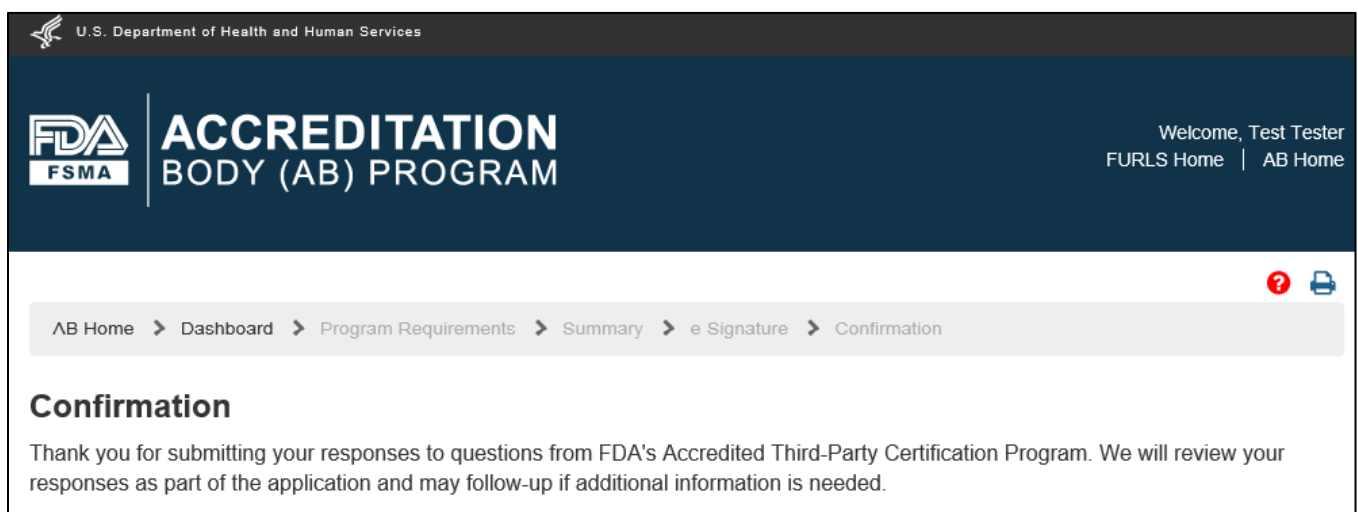 U.S. Department of Health and Human Services
FDA
FSMA
ACCREDITATION
BODY (AB) PROGRAM
Welcome, Test Tester
FURLS Home | AB Home
?
AB Home > Dashboard > Program Requirements > Summary > e Signature > Confirmation
Confirmation
Thank you for submitting your responses to questions from FDA's Accredited Third-Party Certification Program. We will review your
responses as part of the application and may follow-up if additional information is needed.